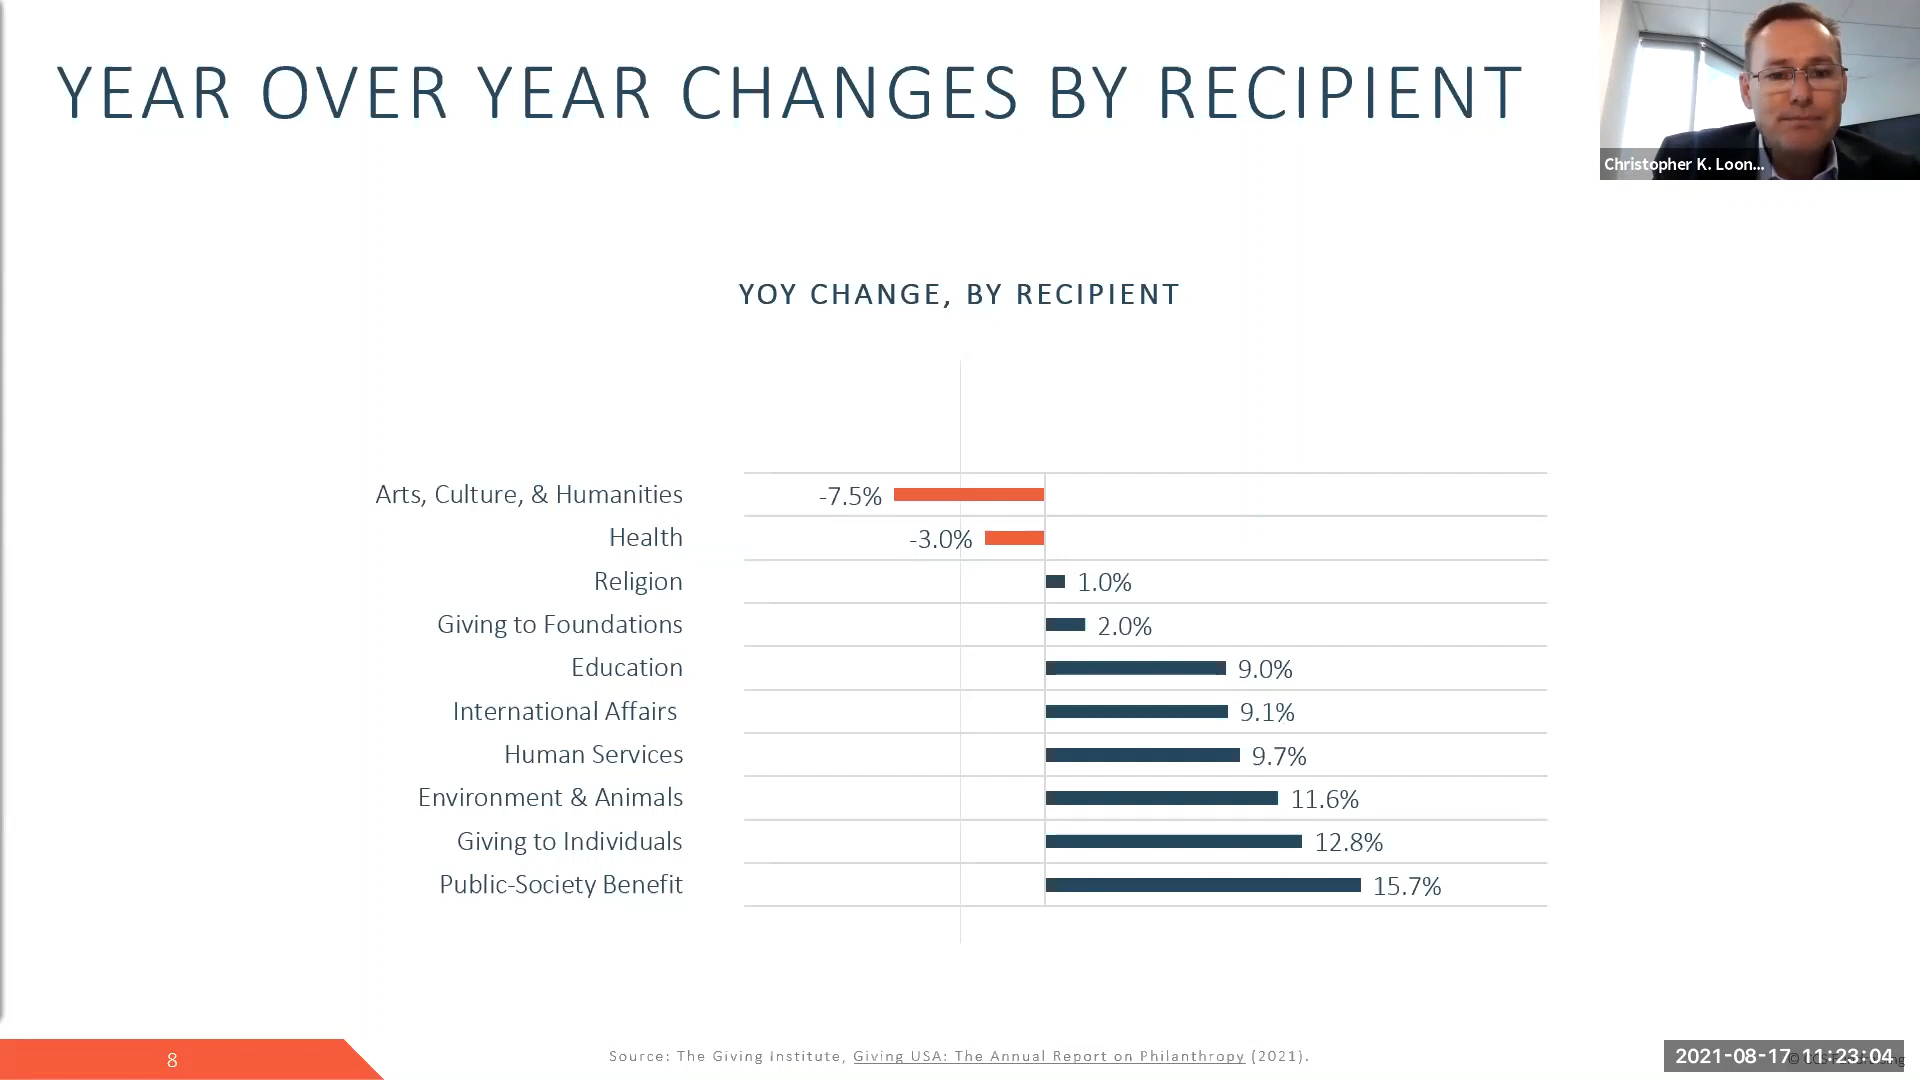 YEAR OVER YEAR CHANGES BY RECIPIENT
Christopher K. Loon...
YOY CHANGE, BY RECIPIENT
Arts, Culture, & Humanities -7.5%
Health -3.0%
Religion 1.0%
Giving to Foundations 2.0%
Education 9.0%
International Affairs 9.1%
Human Services 9.7%
Environment & Animals 11.6%
Giving to Individuals 12.8%
Public-Society Benefit 15.7%
8
Source: The Giving Institute, Giving USA: The Annual Report on Philanthropy (2021).
2021-08-17 11:23:04